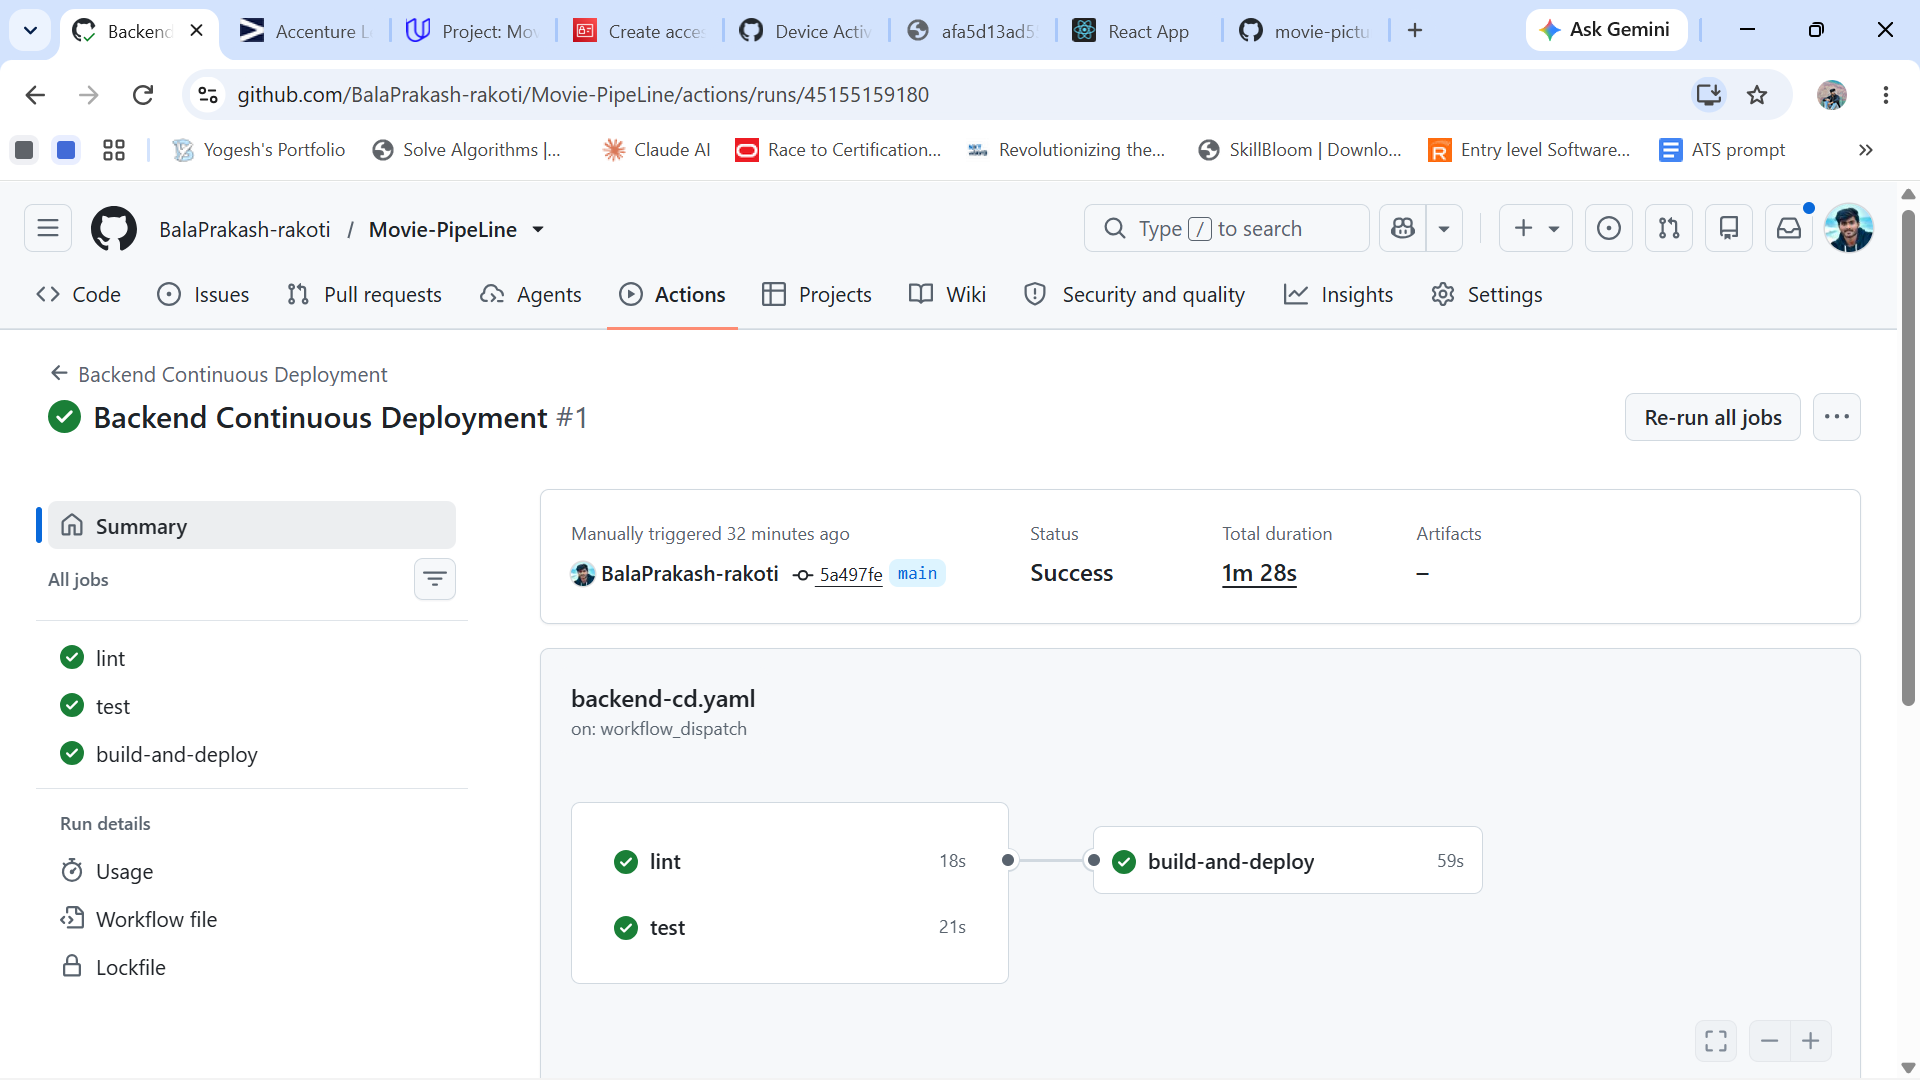 Backend
Accenture L
Project: Mov
Create acces
Device Activ
afa5d13ad5
React App
movie-pictu
Ask Gemini
github.com/BalaPrakash-rakoti/Movie-PipeLine/actions/runs/45155159180
Yogesh's Portfolio
Solve Algorithms |...
Claude AI
Race to Certification...
Revolutionizing the...
SkillBloom | Downlo...
Entry level Software...
ATS prompt
BalaPrakash-rakoti / Movie-PipeLine
Type / to search
Code
Issues
Pull requests
Agents
Actions
Projects
Wiki
Security and quality
Insights
Settings
Backend Continuous Deployment
Backend Continuous Deployment #1
Re-run all jobs
Summary
All jobs
lint
test
build-and-deploy
Run details
Usage
Workflow file
Lockfile
Manually triggered 32 minutes ago
BalaPrakash-rakoti 5a497fe main
Status
Success
Total duration
1m 28s
Artifacts
–
backend-cd.yaml
on: workflow_dispatch
lint 18s
test 21s
build-and-deploy 59s